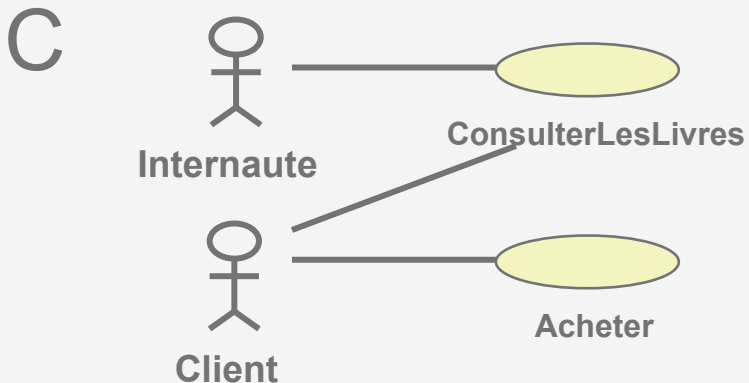 C
ConsulterLesLivres
Internaute
Acheter
Client